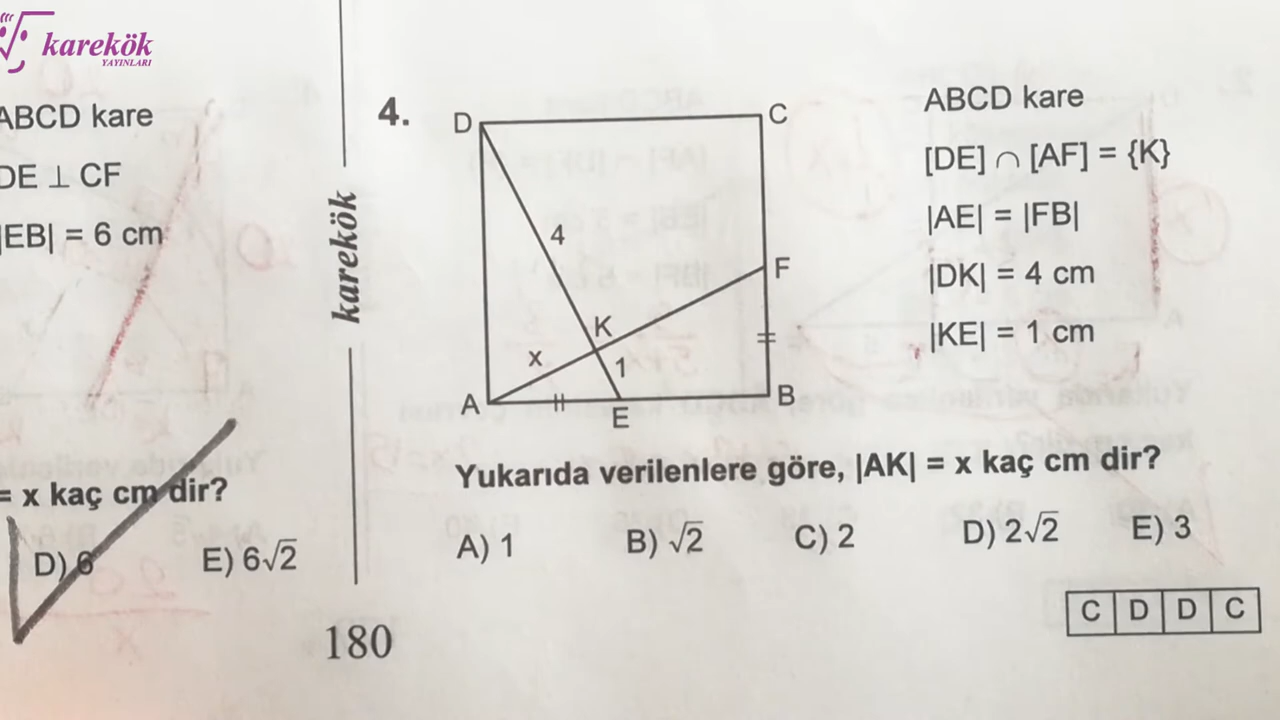 karekök
YAYINLARI
ABCD kare
DE ⊥ CF
|EB| = 6 cm
= x kaç cm dir?
D) 6 E) 6√2
karekök
180
4.
D C
4
F
K
x 1
A E B
ABCD kare
[DE] ∩ [AF] = {K}
|AE| = |FB|
|DK| = 4 cm
|KE| = 1 cm
Yukarıda verilenlere göre, |AK| = x kaç cm dir?
A) 1 B) √2 C) 2 D) 2√2 E) 3
C D D C